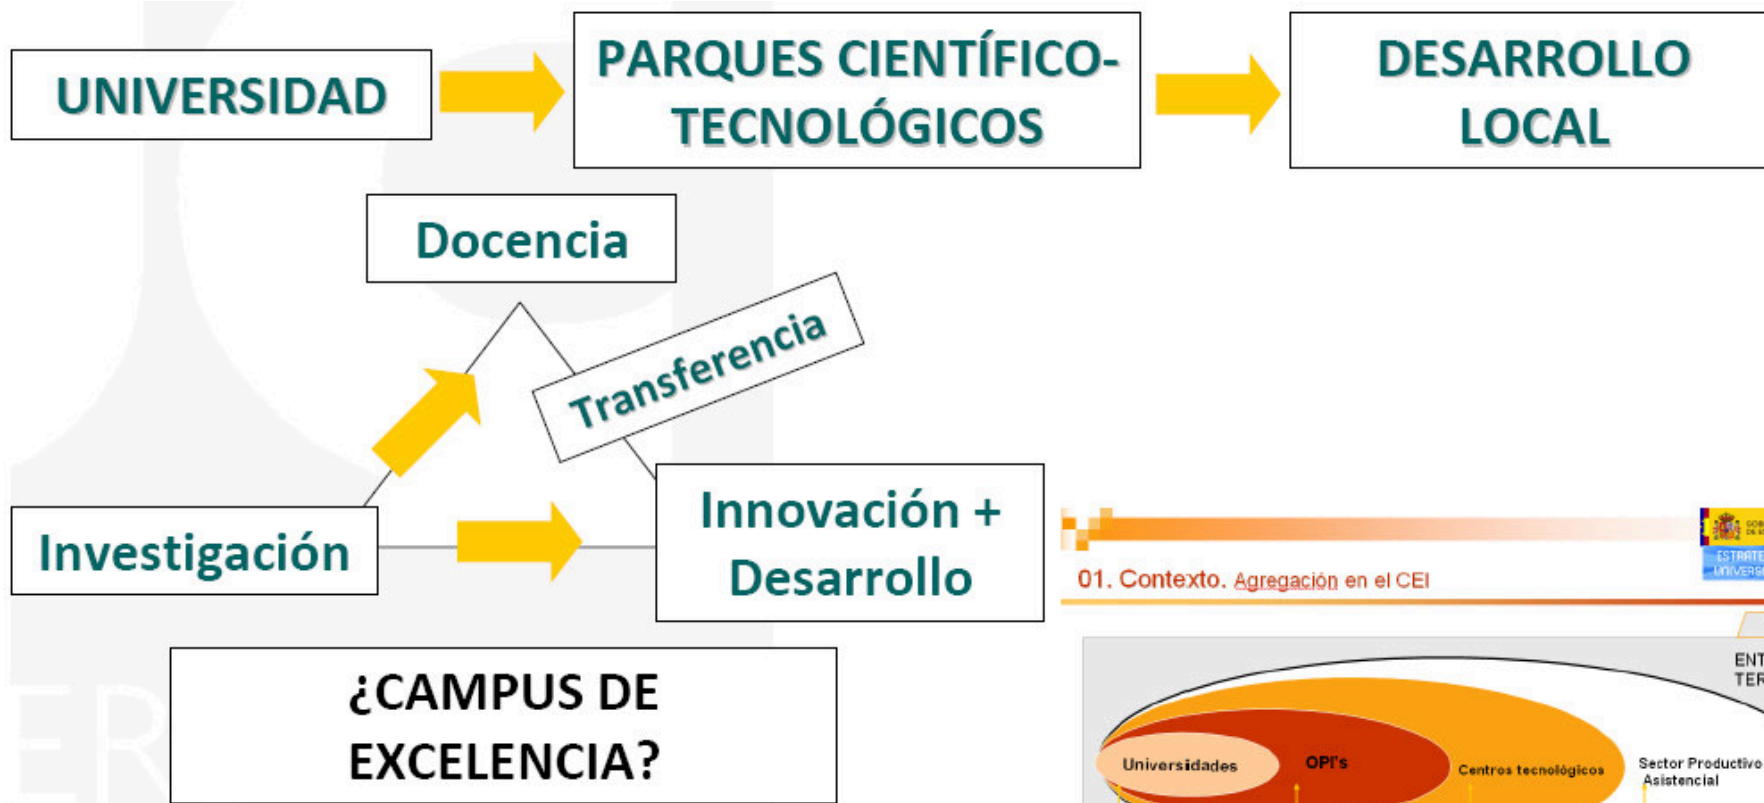 UNIVERSIDAD
PARQUES CIENTÍFICO-
TECNOLÓGICOS
DESARROLLO
LOCAL
Docencia
Transferencia
Investigación
Innovación +
Desarrollo
¿CAMPUS DE
EXCELENCIA?
01. Contexto. Agregación en el CEI
Universidades
OPI's
Centros tecnológicos
Sector Productivo
Asistencial